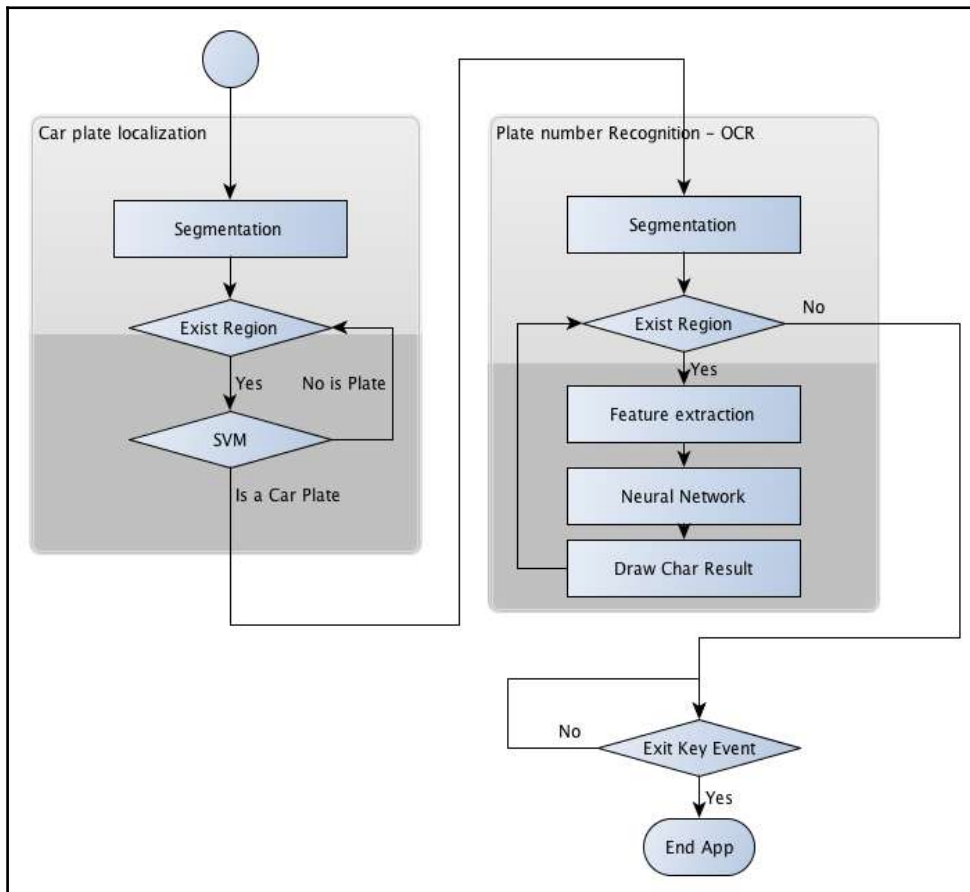 Car plate localization
Segmentation
Exist Region
Yes
No is Plate
SVM
Is a Car Plate
Plate number Recognition - OCR
Segmentation
Exist Region
No
Yes
Feature extraction
Neural Network
Draw Char Result
No
Exit Key Event
Yes
End App